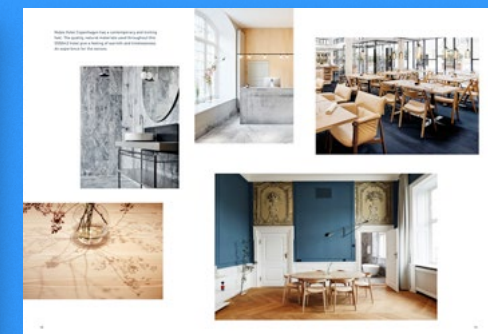 Nobis Hotel Copenhagen has a contemporary and inviting
feel. The quality, natural materials used throughout this
hotel give a feeling of warmth and timelessness.
An experience for the senses.